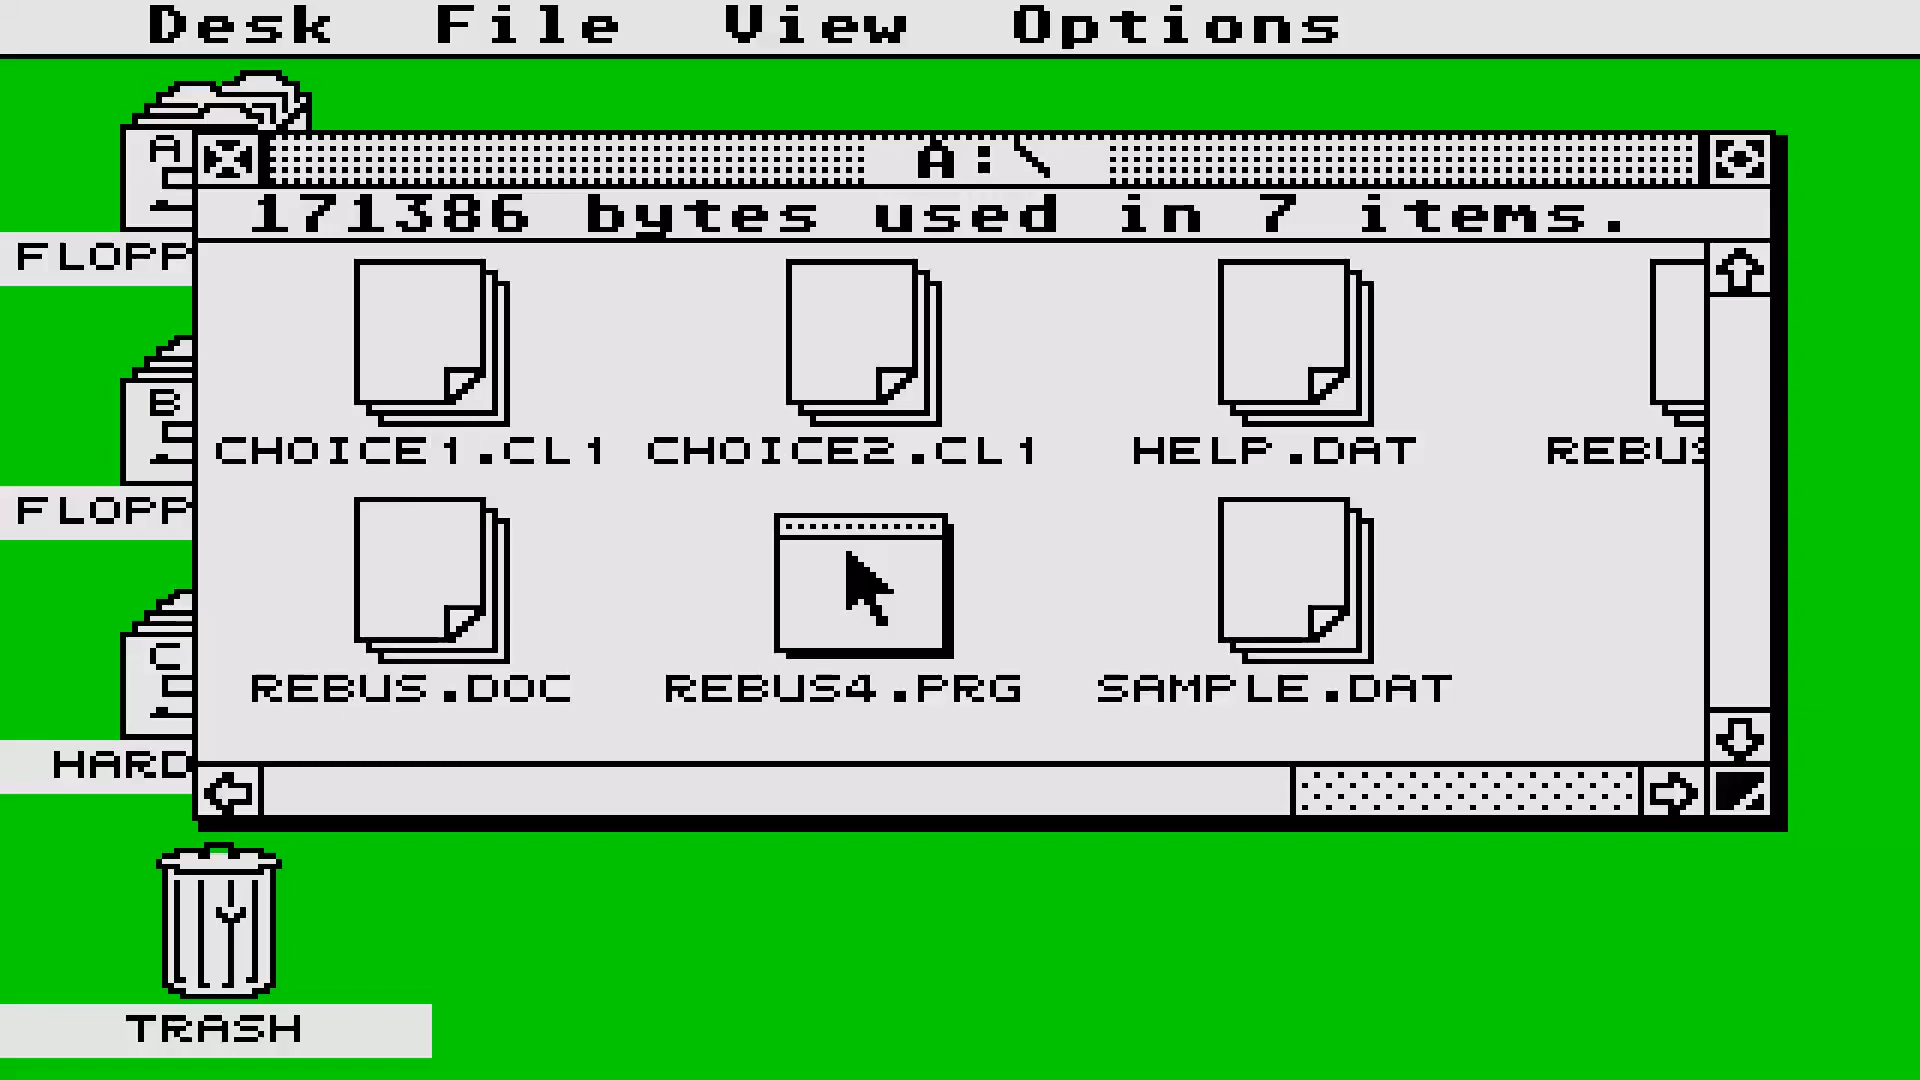 Desk File View Options
A
A:\
171386 bytes used in 7 items.
FLOPP
CHOICE1.CL1 CHOICE2.CL1 HELP.DAT REBUS
B
FLOPP
REBUS.DOC REBUS4.PRG SAMPLE.DAT
C
HARD
TRASH